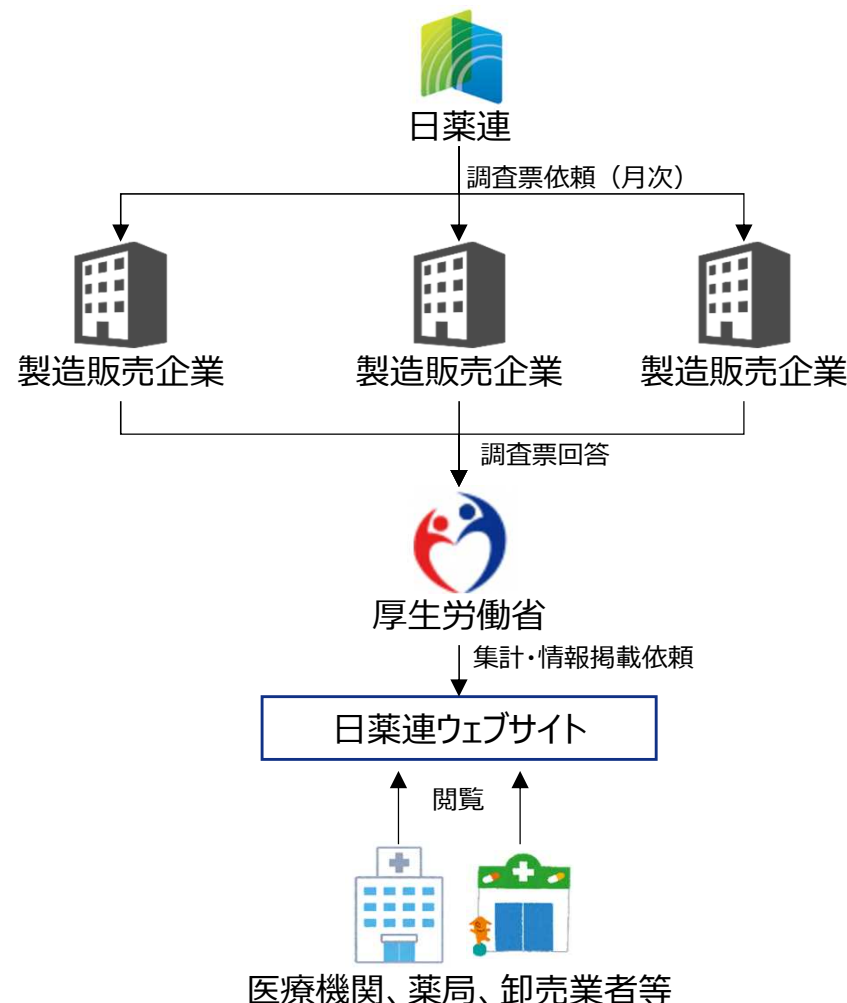 日薬連
調査票依頼（月次）
製造販売企業 製造販売企業 製造販売企業
調査票回答
厚生労働省
集計・情報掲載依頼
日薬連ウェブサイト
閲覧
医療機関、薬局、卸売業者等